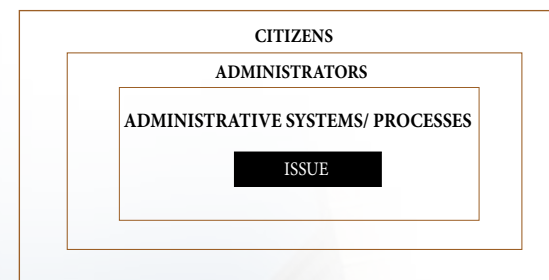 CITIZENS
ADMINISTRATORS
ADMINISTRATIVE SYSTEMS/ PROCESSES
ISSUE